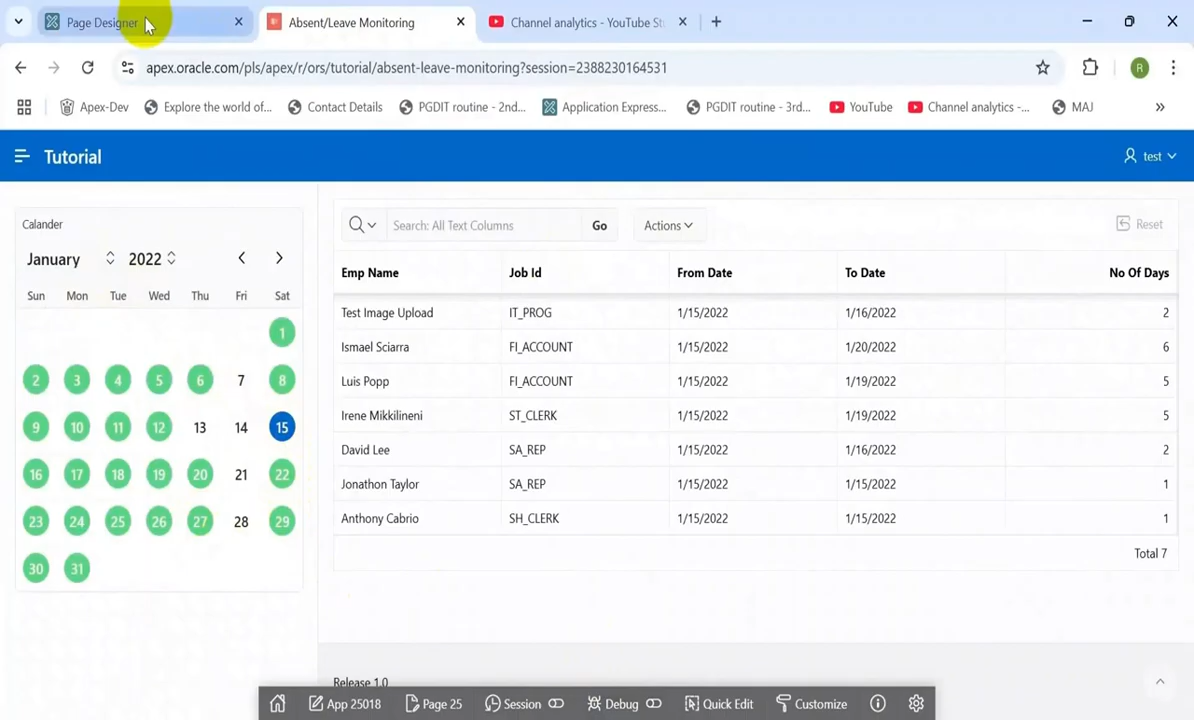 Page Designer
Absent/Leave Monitoring
Channel analytics - YouTube St
apex.oracle.com/pls/apex/r/ors/tutorial/absent-leave-monitoring?session=2388230164531
R
Apex-Dev
Explore the world of...
Contact Details
PGDIT routine - 2nd...
Application Express...
PGDIT routine - 3rd...
YouTube
Channel analytics -...
MAJ
Tutorial
test
Calander
January 2022
Sun Mon Tue Wed Thu Fri Sat
1
2 3 4 5 6 7 8
9 10 11 12 13 14 15
16 17 18 19 20 21 22
23 24 25 26 27 28 29
30 31
Search: All Text Columns
Go
Actions
Reset
Emp Name Job Id From Date To Date No Of Days
Test Image Upload IT_PROG 1/15/2022 1/16/2022 2
Ismael Sciarra FI_ACCOUNT 1/15/2022 1/20/2022 6
Luis Popp FI_ACCOUNT 1/15/2022 1/19/2022 5
Irene Mikkilineni ST_CLERK 1/15/2022 1/19/2022 5
David Lee SA_REP 1/15/2022 1/16/2022 2
Jonathon Taylor SA_REP 1/15/2022 1/15/2022 1
Anthony Cabrio SH_CLERK 1/15/2022 1/15/2022 1
Total 7
Release 1.0
App 25018
Page 25
Session
Debug
Quick Edit
Customize